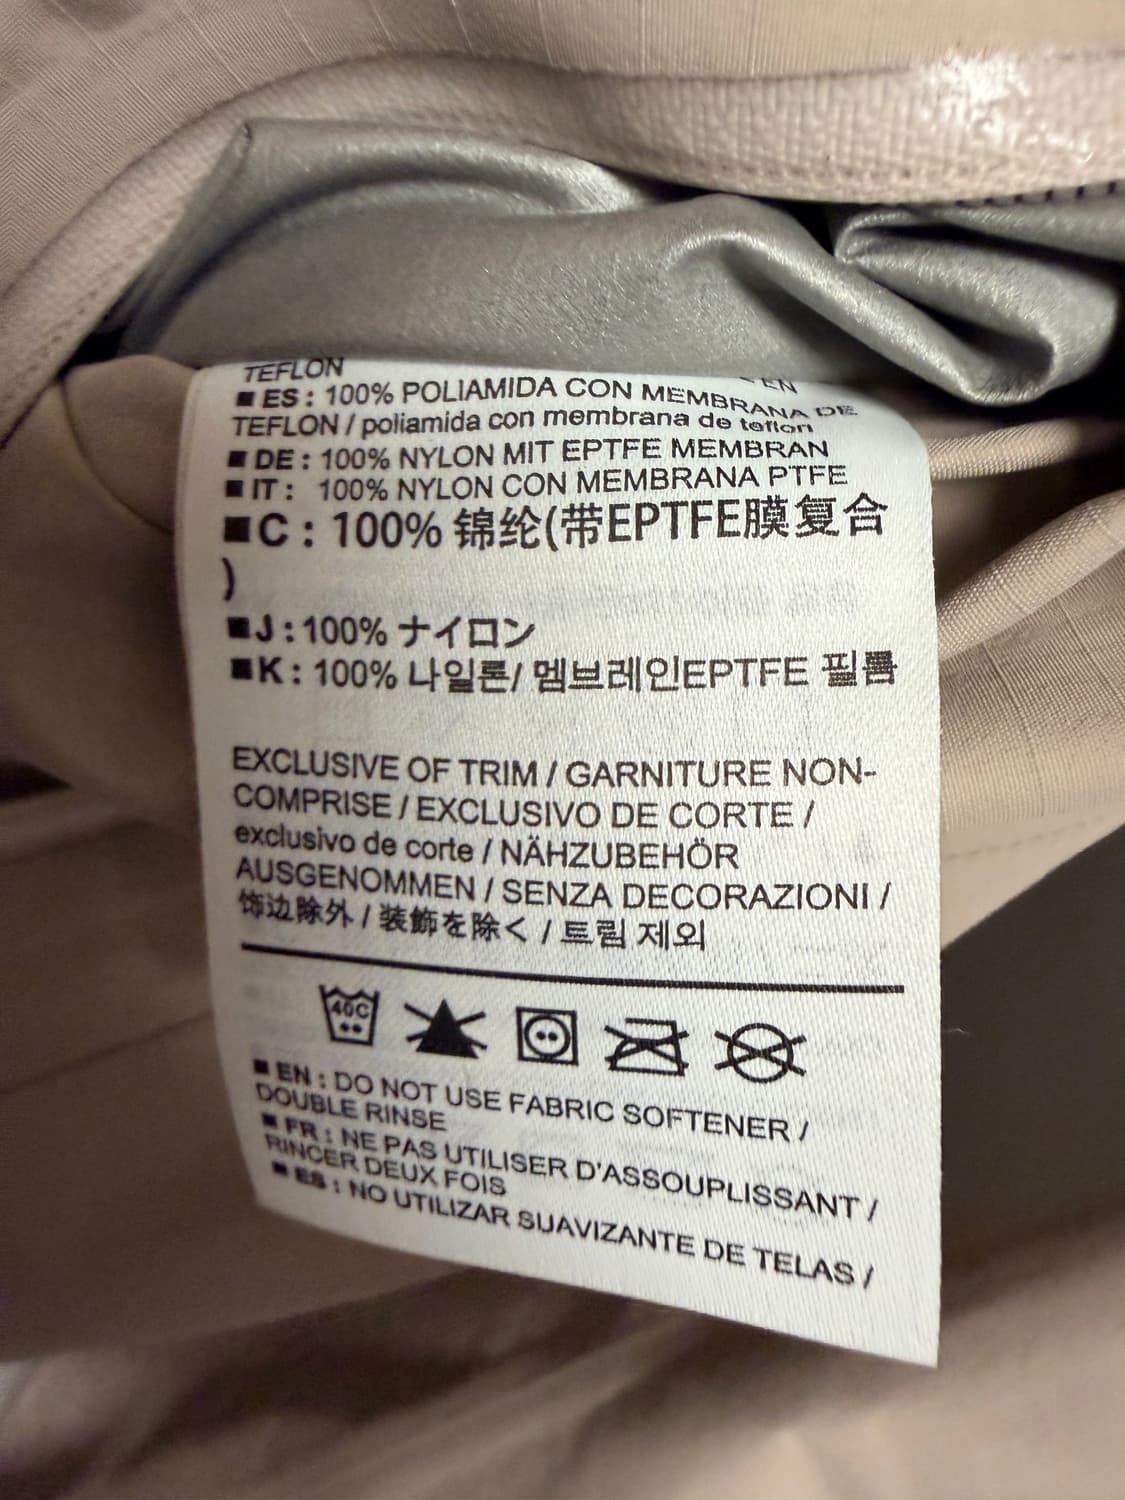 TEFLON EN
■ ES : 100% POLIAMIDA CON MEMBRANA DE
TEFLON / poliamida con membrana de teflon
■ DE : 100% NYLON MIT EPTFE MEMBRAN
■ IT : 100% NYLON CON MEMBRANA PTFE
■C : 100% 锦纶(带EPTFE膜复合
)
■J : 100% ナイロン
■K : 100% 나일론/ 멤브레인EPTFE 필름
EXCLUSIVE OF TRIM / GARNITURE NON-
COMPRISE / EXCLUSIVO DE CORTE /
exclusivo de corte / NÄHZUBEHÖR
AUSGENOMMEN / SENZA DECORAZIONI /
饰边除外 / 装飾を除く / 트림 제외
40C
■ EN : DO NOT USE FABRIC SOFTENER /
DOUBLE RINSE
■ FR : NE PAS UTILISER D'ASSOUPLISSANT /
RINCER DEUX FOIS
■ ES : NO UTILIZAR SUAVIZANTE DE TELAS /